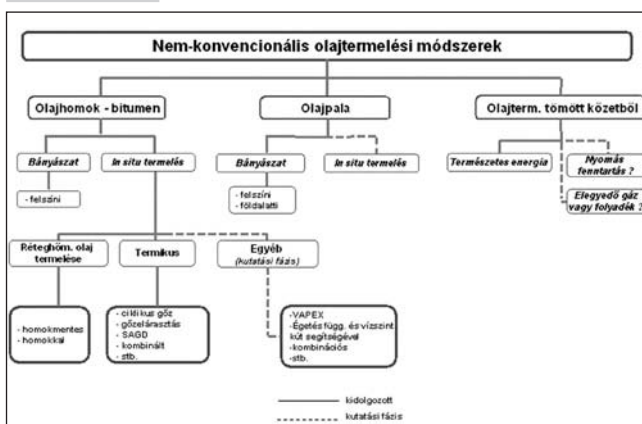 Nem-konvencionális olajtermelési módszerek
Olajhomok - bitumen
Olajpala
Olajterm. tömött kőzetből
Bányászat
In situ termelés
Bányászat
In situ termelés
Természetes energia
Nyomás
fenntartás ?
- felszíni
- felszíni
- földalatti
Elegyedő gáz
vagy folyadék ?
Réteghőm. olaj
termelése
Termikus
Egyéb
(kutatási fázis)
- homokmentes
- homokkal
- ciklikus gőz
- gőzelárasztás
- SAGD
- kombinált
- stb.
-VAPEX
-Égetés függ. és vízszint
kút segítségével
-kombinációs
-stb.
kidolgozott
kutatási fázis